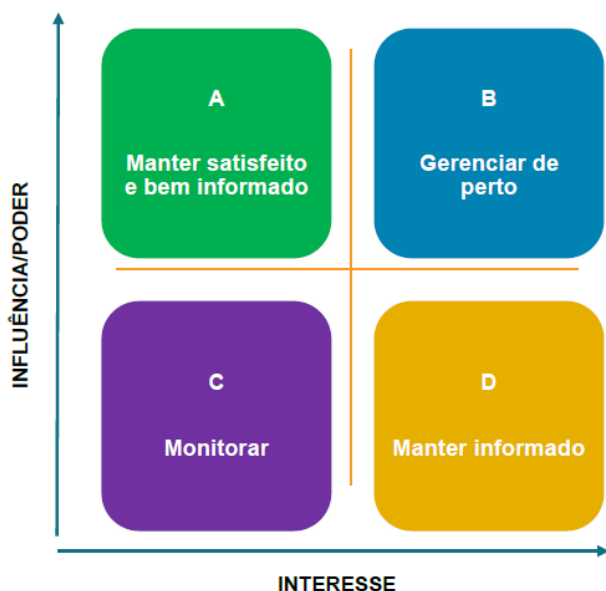 INFLUÊNCIA/PODER
A
Manter satisfeito
e bem informado
B
Gerenciar de
perto
C
Monitorar
D
Manter informado
INTERESSE